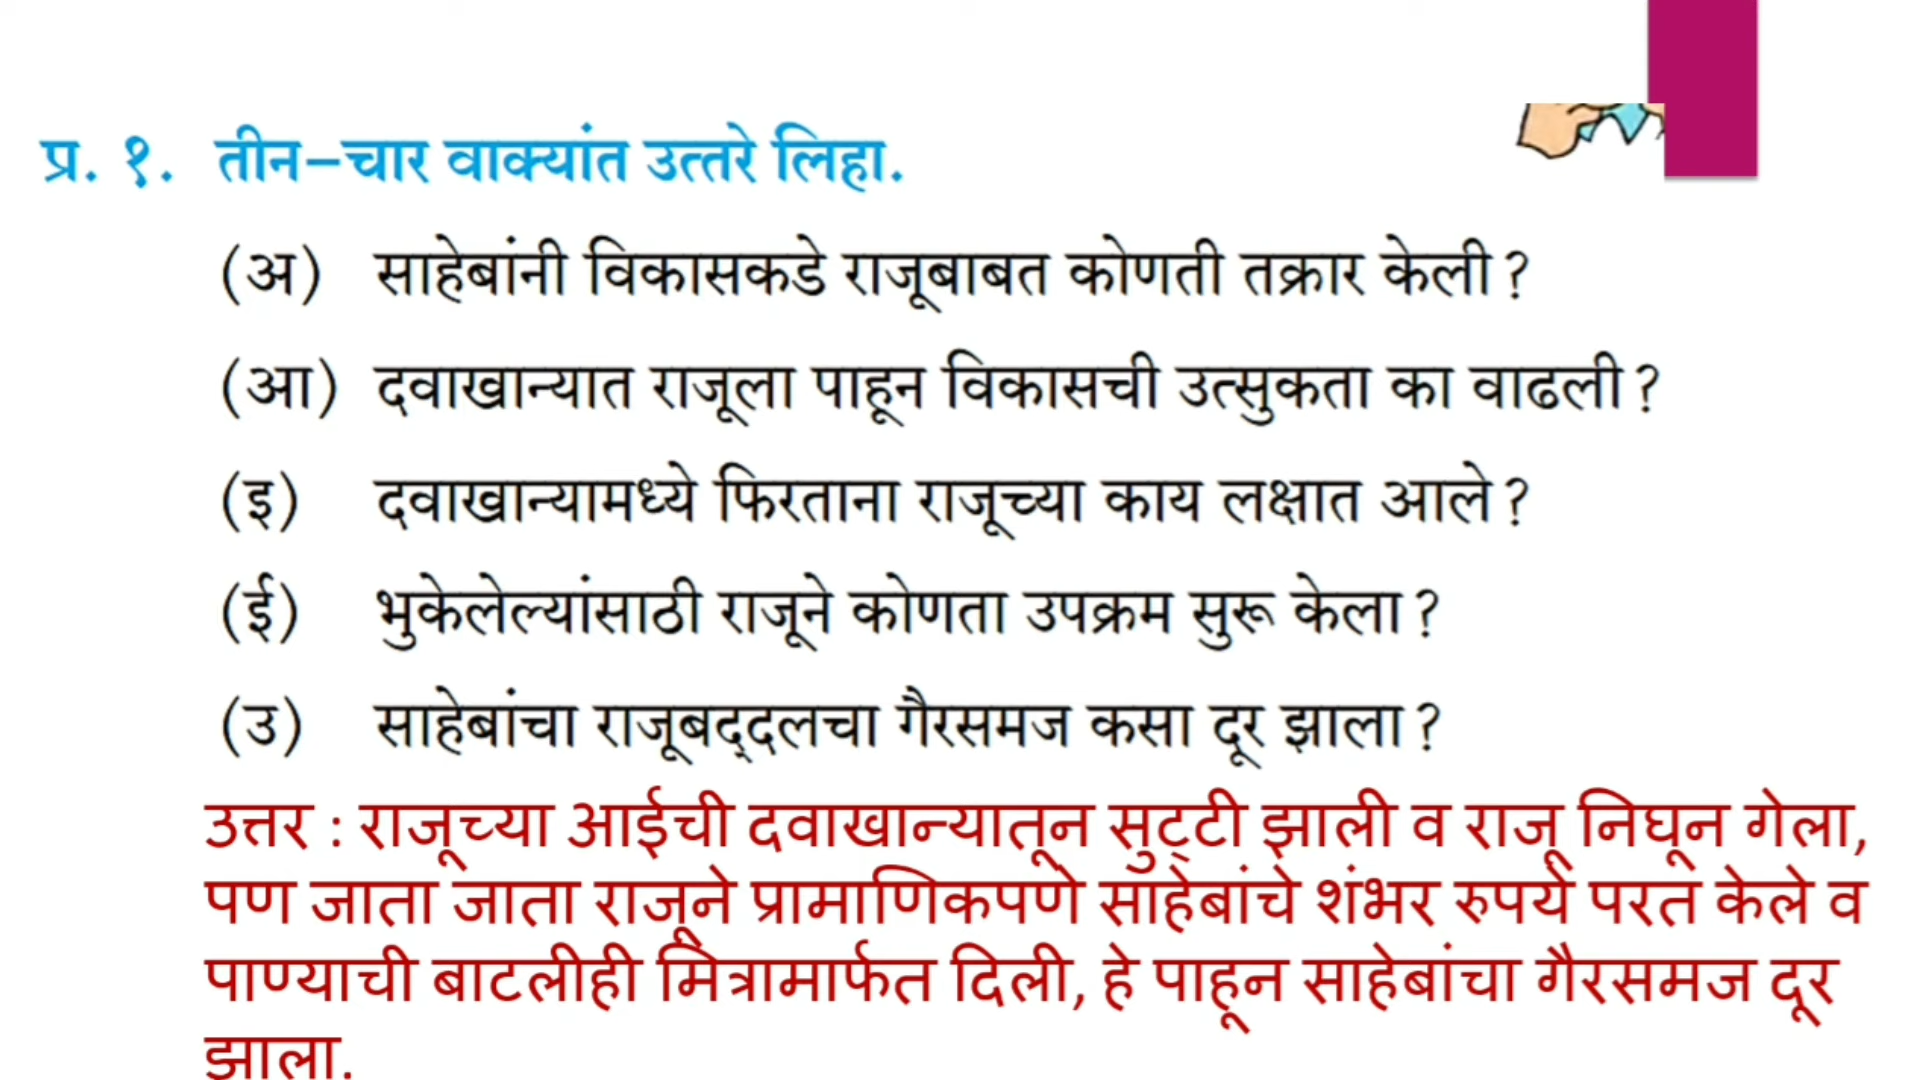 प्र. १. तीन-चार वाक्यांत उत्तरे लिहा.
(अ) साहेबांनी विकासकडे राजूबाबत कोणती तक्रार केली?
(आ) दवाखान्यात राजूला पाहून विकासची उत्सुकता का वाढली?
(इ) दवाखान्यामध्ये फिरताना राजूच्या काय लक्षात आले?
(ई) भुकेलेल्यांसाठी राजूने कोणता उपक्रम सुरू केला?
(उ) साहेबांचा राजूबद्‌दलचा गैरसमज कसा दूर झाला?
उत्तर : राजूच्या आईची दवाखान्यातून सुट्‌टी झाली व राजू निघून गेला,
पण जाता जाता राजूने प्रामाणिकपणे साहेबांचे शंभर रुपये परत केले व
पाण्याची बाटलीही मित्रामार्फत दिली, हे पाहून साहेबांचा गैरसमज दूर
झाला.